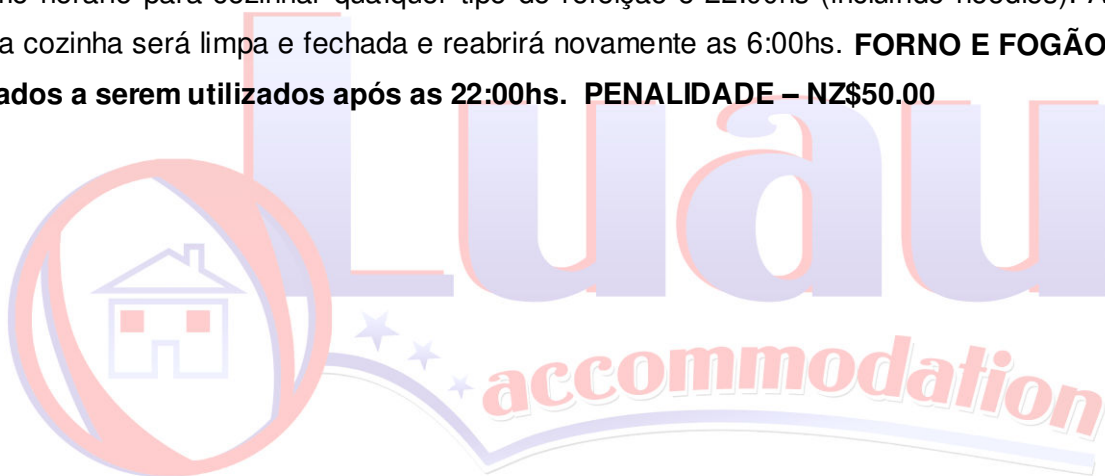 horário para cozinhar qualquer tipo de refeição é 22:00hs (incluindo noodles).
a cozinha será limpa e fechada e reabrirá novamente as 6:00hs. FORNO E FOGÃO
a serem utilizados após as 22:00hs. PENALIDADE – NZ$50.00
Luau
accommodation